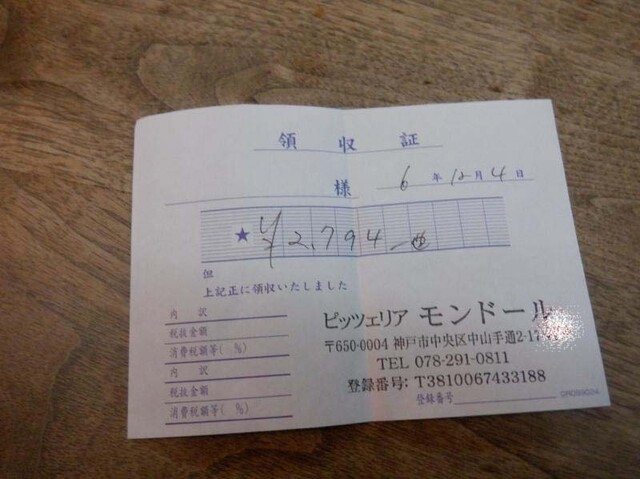 領収証
様
6年12月4日
★ ¥2,794
但
上記正に領収いたしました
内訳
税抜金額
消費税額等( %)
内訳
税抜金額
消費税額等( %)
ピッツェリア モンドール
〒650-0004 神戸市中央区中山手通2-17-
TEL 078-291-0811
登録番号: T3810067433188
登録番号